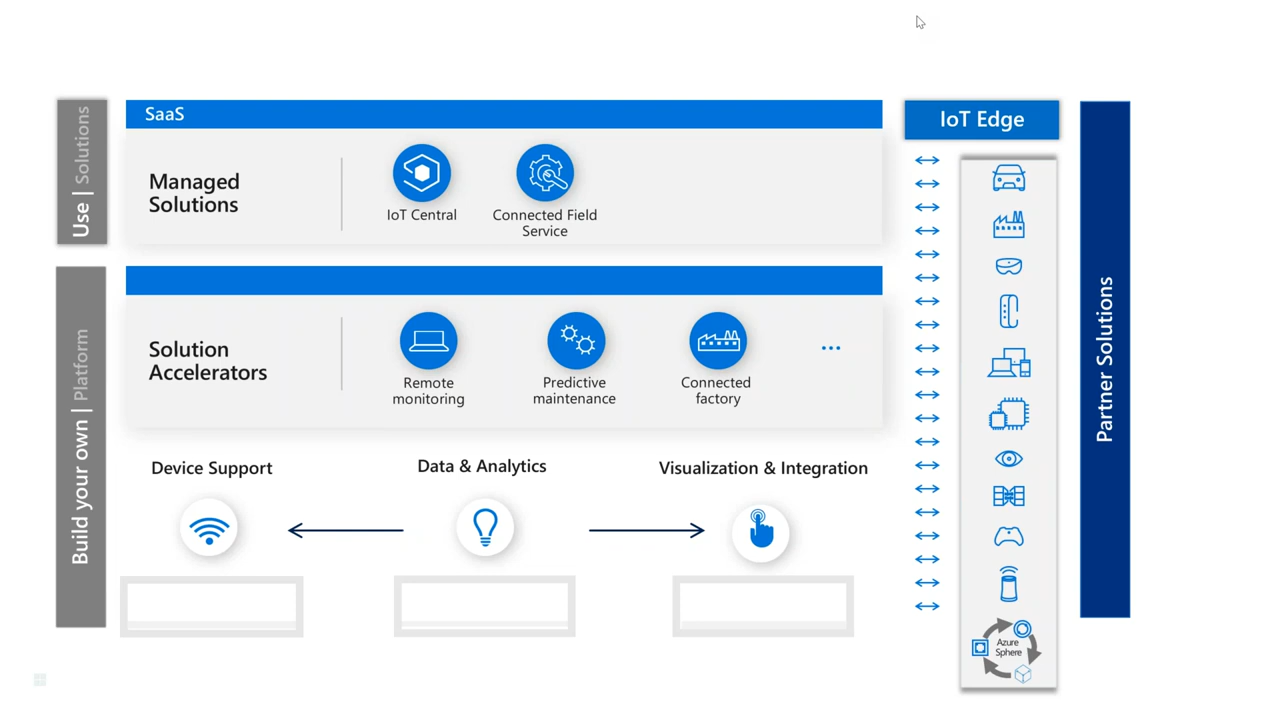 Use | Solutions
SaaS
Managed
Solutions
IoT Central
Connected Field
Service
Build your own | Platform
Solution
Accelerators
Remote
monitoring
Predictive
maintenance
Connected
factory
...
Device Support
Data & Analytics
Visualization & Integration
IoT Edge
Azure
Sphere
Partner Solutions